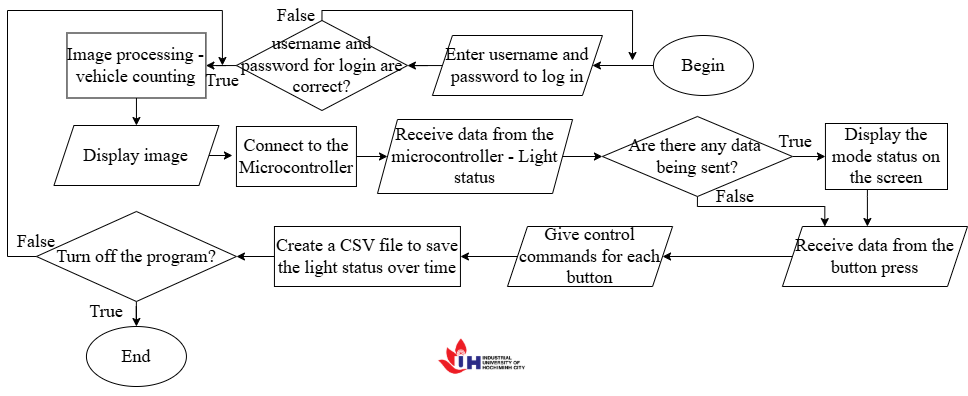 False
Begin
Enter username and
password to log in
username and
password for login are
correct?
True
Image processing -
vehicle counting
Display image
Connect to the
Microcontroller
Receive data from the
microcontroller - Light
status
Are there any data
being sent?
True
False
Display the
mode status on
the screen
Receive data from the
button press
Give control
commands for each
button
Create a CSV file to save
the light status over time
Turn off the program?
False
True
End
IUH
INDUSTRIAL
UNIVERSITY OF
HOCHIMINH CITY